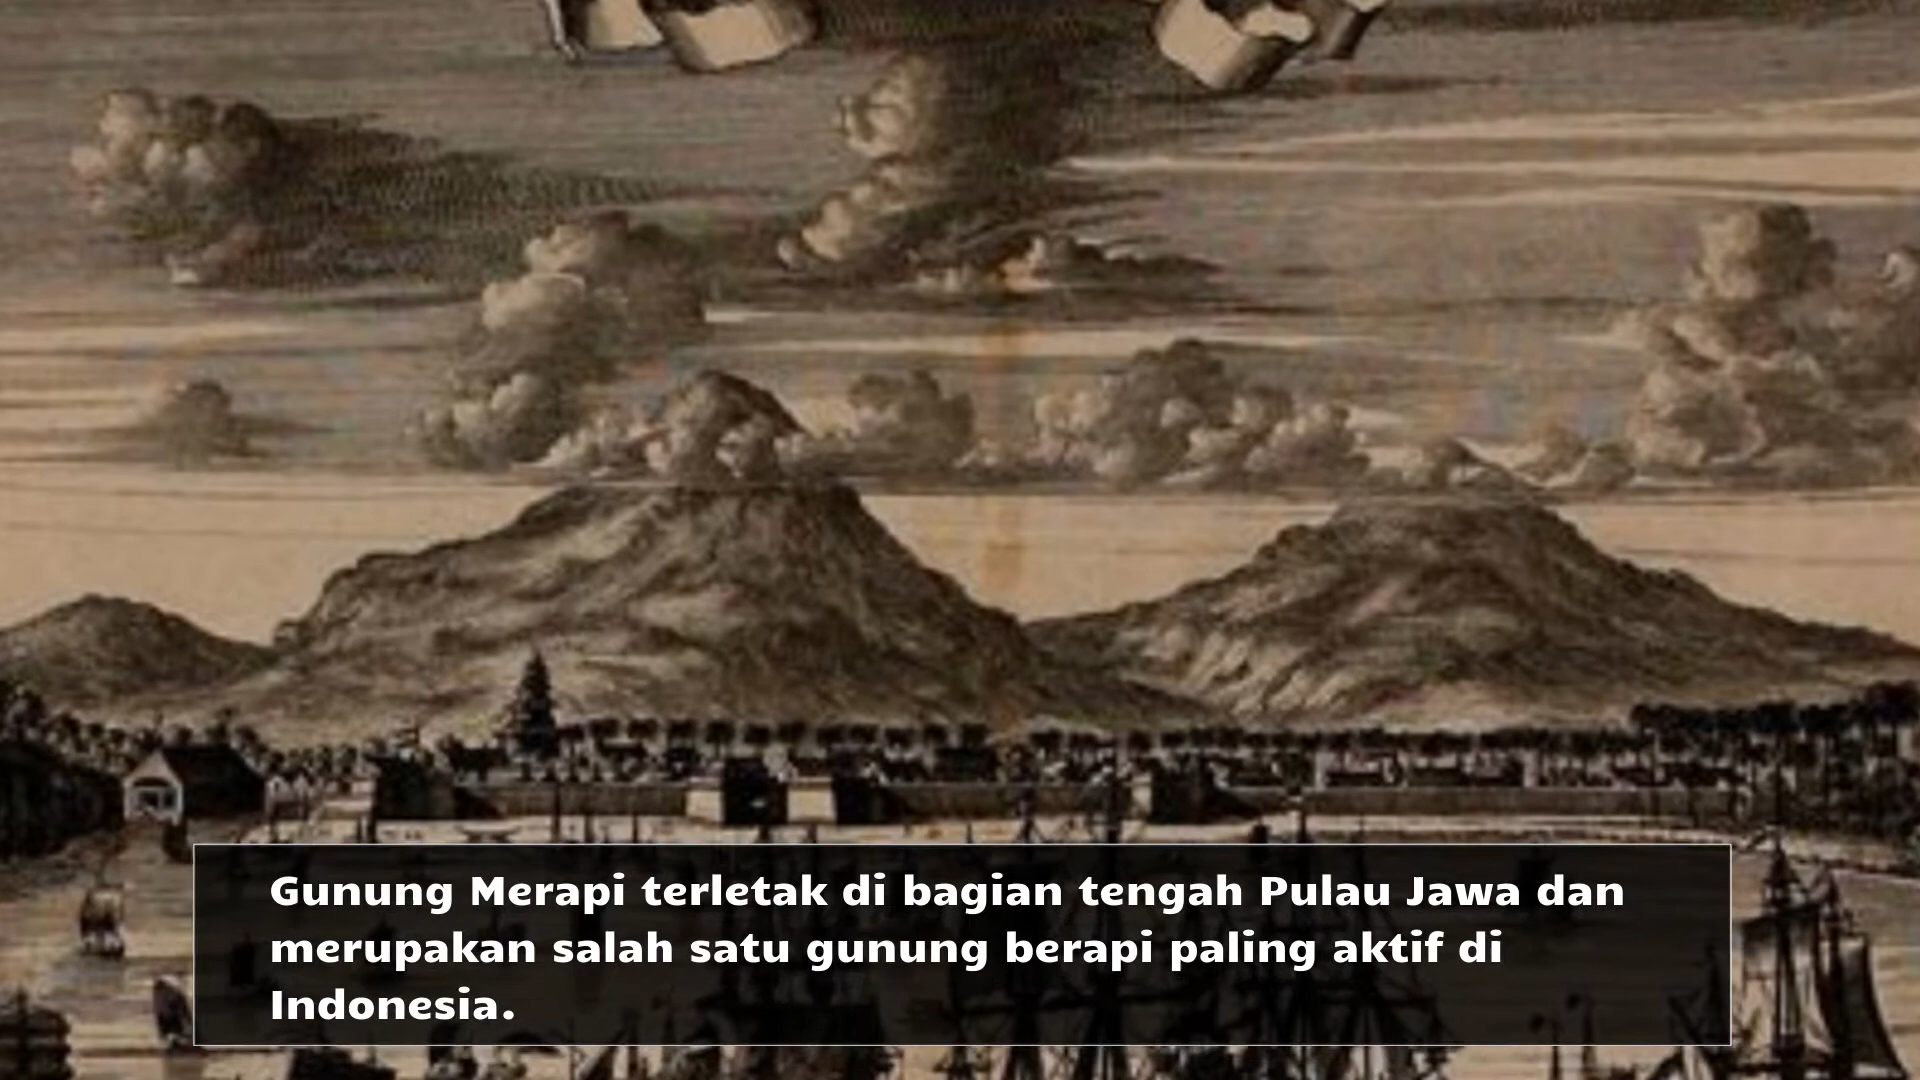 Gunung Merapi terletak di bagian tengah Pulau Jawa dan
merupakan salah satu gunung berapi paling aktif di
Indonesia.